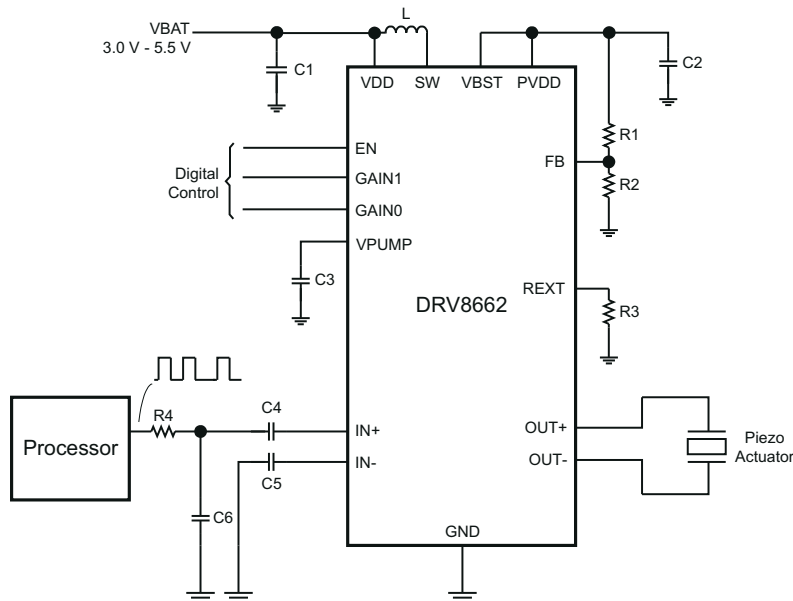 VBAT
3.0 V - 5.5 V
L
C1
VDD
SW
VBST
PVDD
C2
R1
FB
R2
EN
Digital
Control
GAIN1
GAIN0
VPUMP
C3
REXT
DRV8662
R3
Processor
R4
C4
IN+
IN-
C5
C6
OUT+
OUT-
Piezo
Actuator
GND